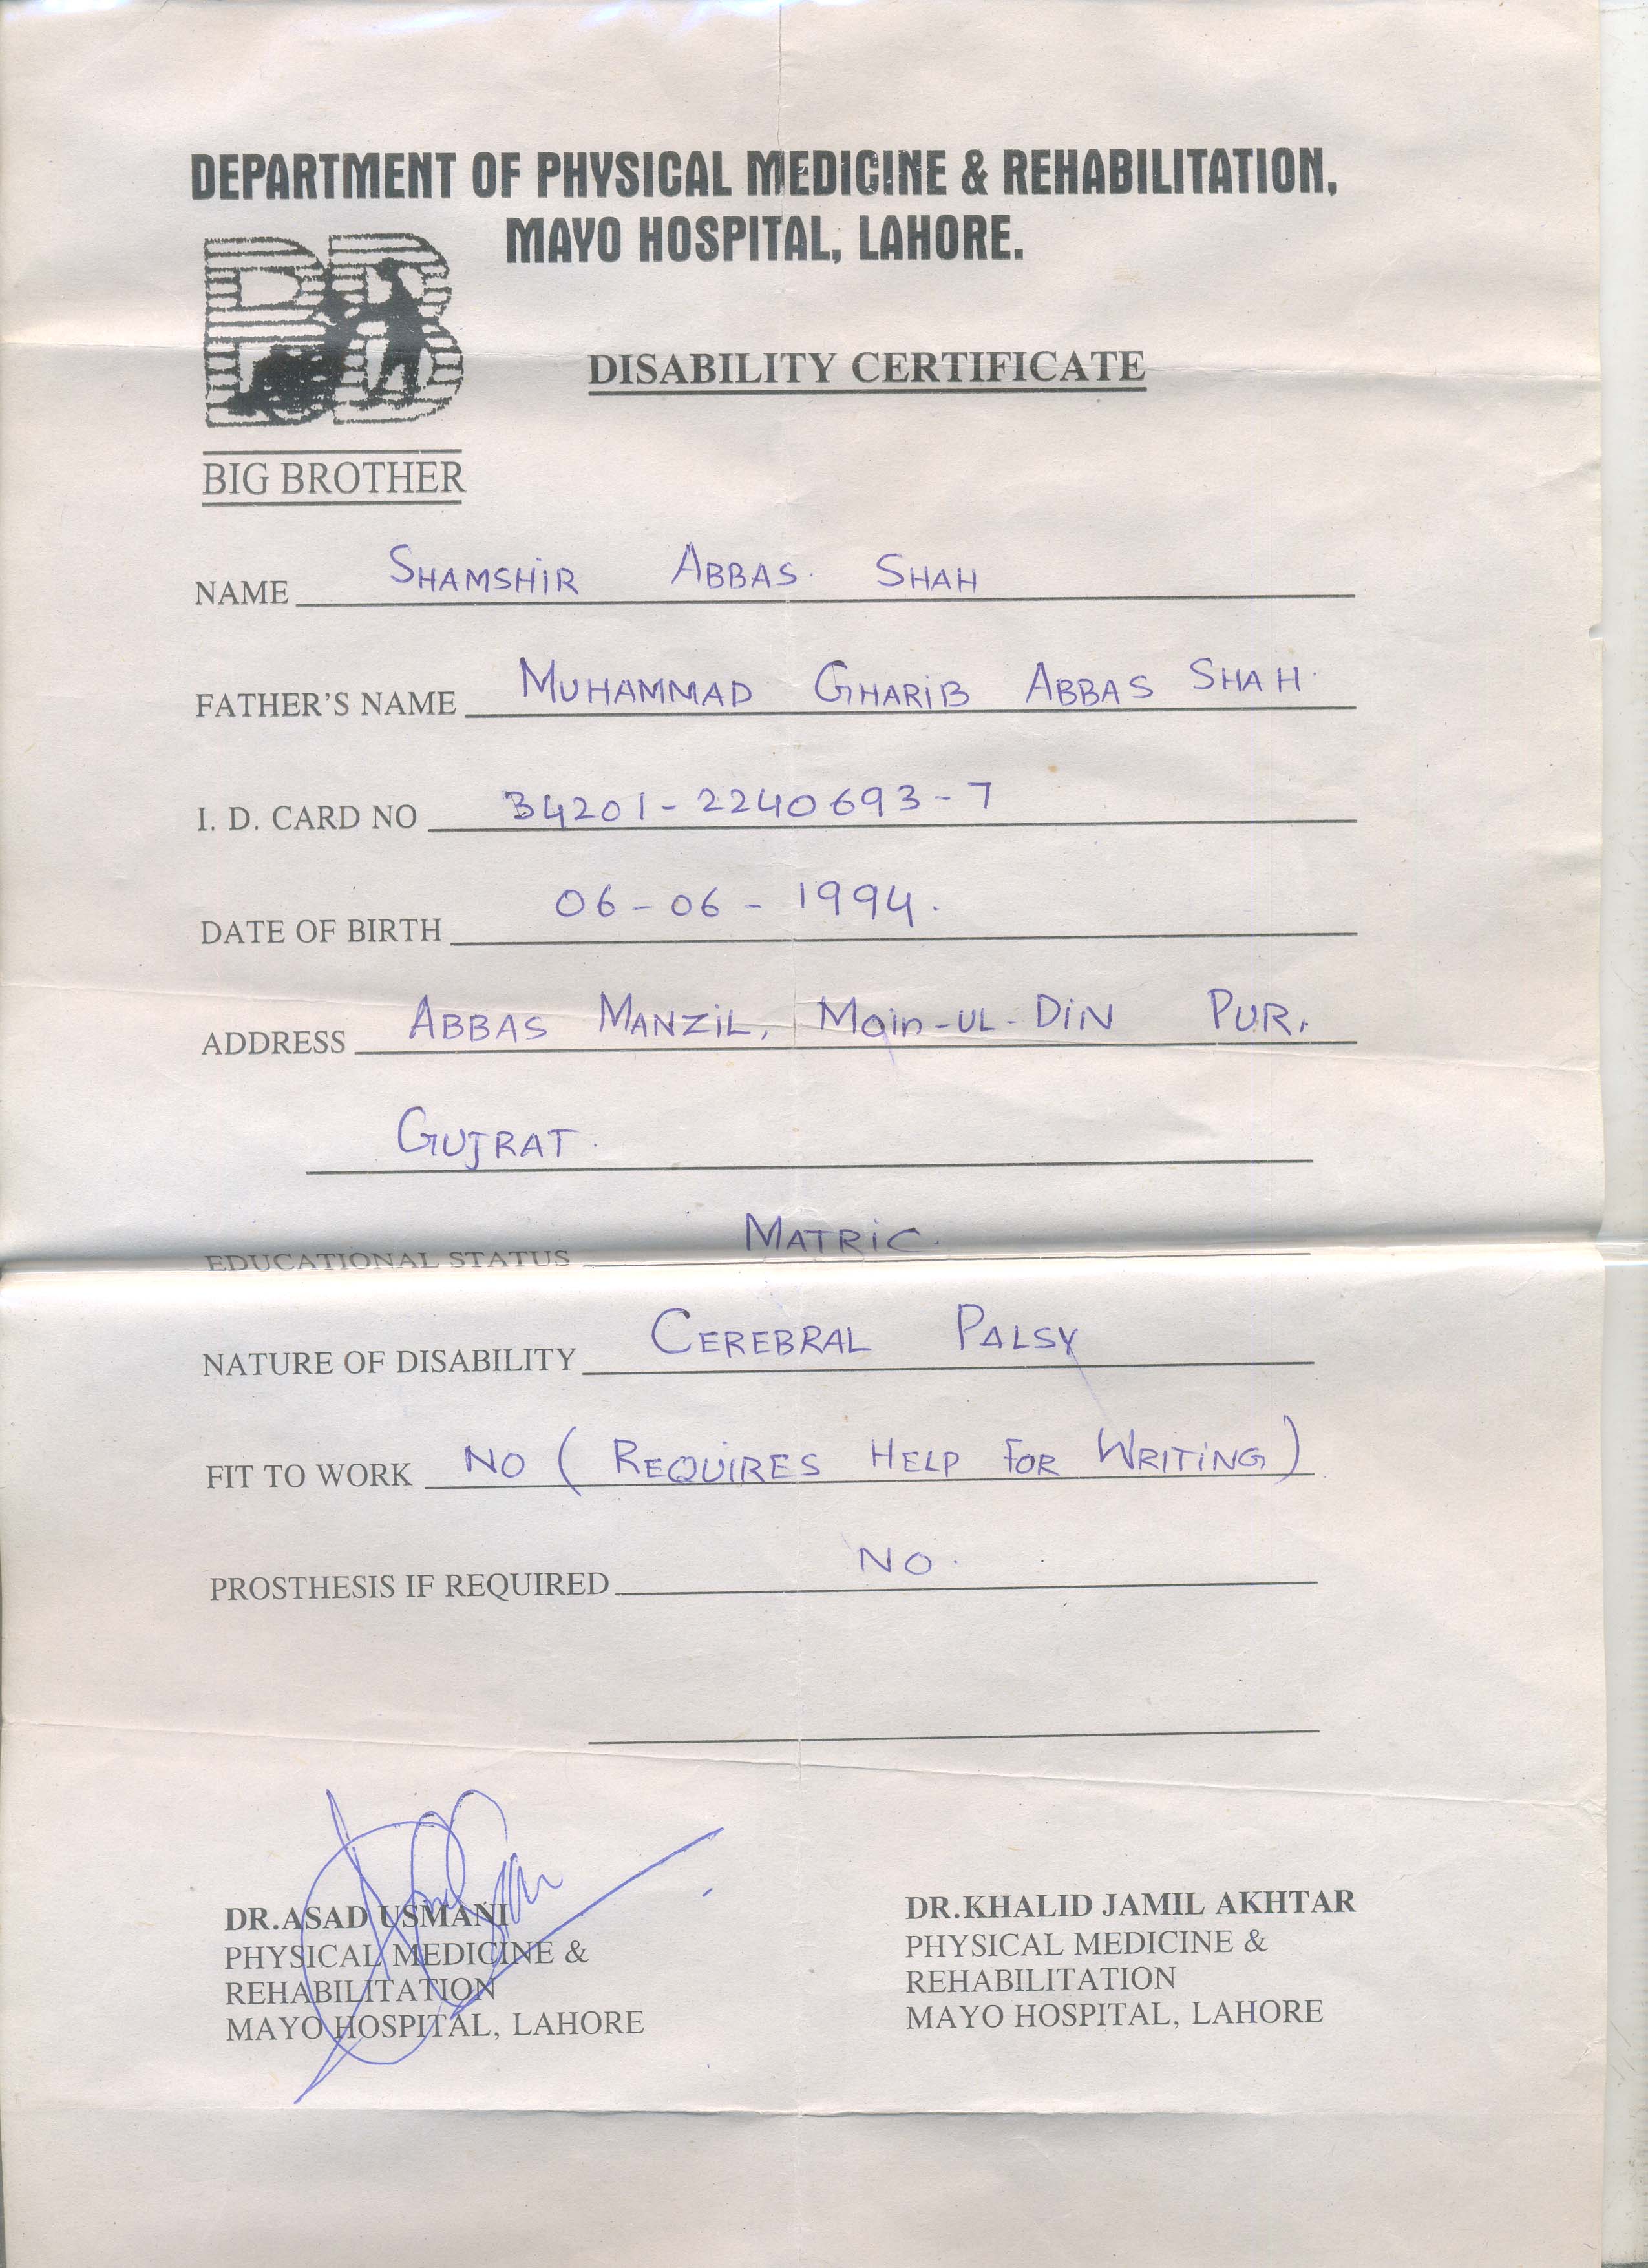 DEPARTMENT OF PHYSICAL MEDICINE & REHABILITATION,
MAYO HOSPITAL, LAHORE.
BB
DISABILITY CERTIFICATE
BIG BROTHER
NAME SHAMSHiR ABBAS. SHAH
FATHER'S NAME MUHAMMAD GHARiB ABBAS SHAH.
I. D. CARD NO 34201-2240693-7
DATE OF BIRTH 06-06-1994.
ADDRESS ABBAS MANZiL, Moin-UL-DiN PUR,
GUJRAT.
EDUCATIONAL STATUS MATRiC.
NATURE OF DISABILITY CEREBRAL PALSY
FIT TO WORK NO ( REQUiRES HELP FOR WRiTiNG)
PROSTHESIS IF REQUIRED NO.
DR.ASAD USMANI
PHYSICAL MEDICINE &
REHABILITATION
MAYO HOSPITAL, LAHORE
DR.KHALID JAMIL AKHTAR
PHYSICAL MEDICINE &
REHABILITATION
MAYO HOSPITAL, LAHORE